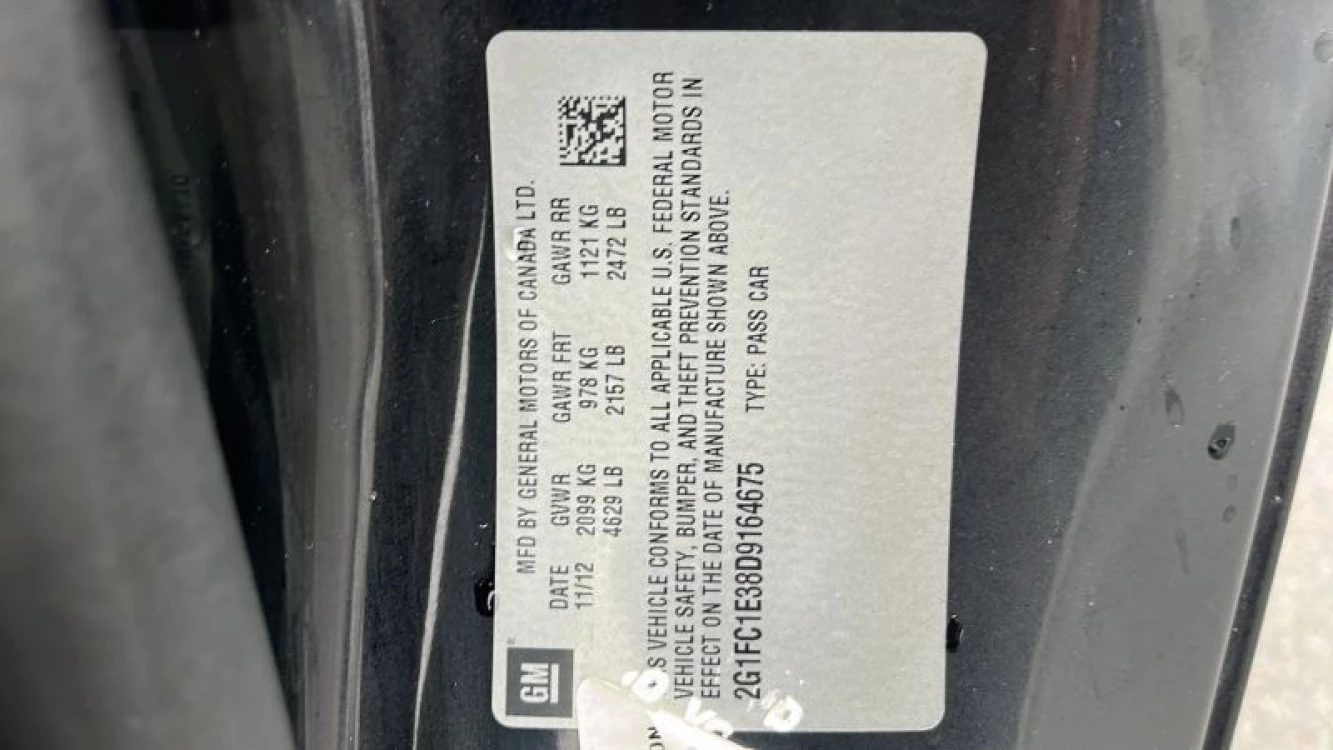 GM
MFD BY GENERAL MOTORS OF CANADA LTD.
DATE GVWR GAWR FRT GAWR RR
11/12 2099 KG 978 KG 1121 KG
4629 LB 2157 LB 2472 LB
S VEHICLE CONFORMS TO ALL APPLICABLE U.S. FEDERAL MOTOR
VEHICLE SAFETY, BUMPER, AND THEFT PREVENTION STANDARDS IN
EFFECT ON THE DATE OF MANUFACTURE SHOWN ABOVE.
2G1FC1E38D9164675 TYPE: PASS CAR
ON